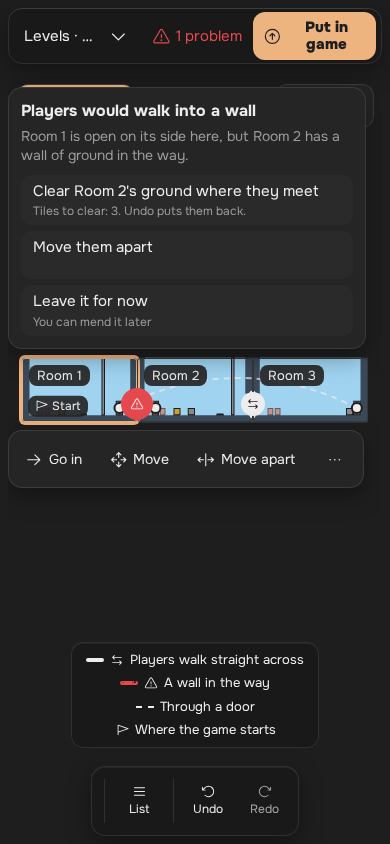 Levels · ...
1 problem
Put in
game
Players would walk into a wall
Room 1 is open on its side here, but Room 2 has a
wall of ground in the way.
Clear Room 2's ground where they meet
Tiles to clear: 3. Undo puts them back.
Move them apart
Leave it for now
You can mend it later
Room 1
Room 2
Room 3
Start
Go in
Move
Move apart
...
Players walk straight across
A wall in the way
Through a door
Where the game starts
List
Undo
Redo